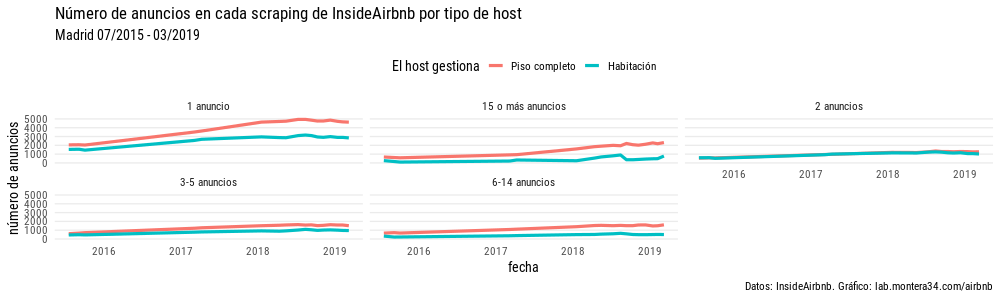 Número de anuncios en cada scraping de InsideAirbnb por tipo de host
Madrid 07/2015 - 03/2019
El host gestiona Piso completo Habitación
1 anuncio 15 o más anuncios 2 anuncios
5000
4000
3000
2000
1000
0
2016 2017 2018 2019
3-5 anuncios 6-14 anuncios
5000
4000
3000
2000
1000
0
2016 2017 2018 2019 2016 2017 2018 2019
número de anuncios
fecha
Datos: InsideAirbnb. Gráfico: lab.montera34.com/airbnb